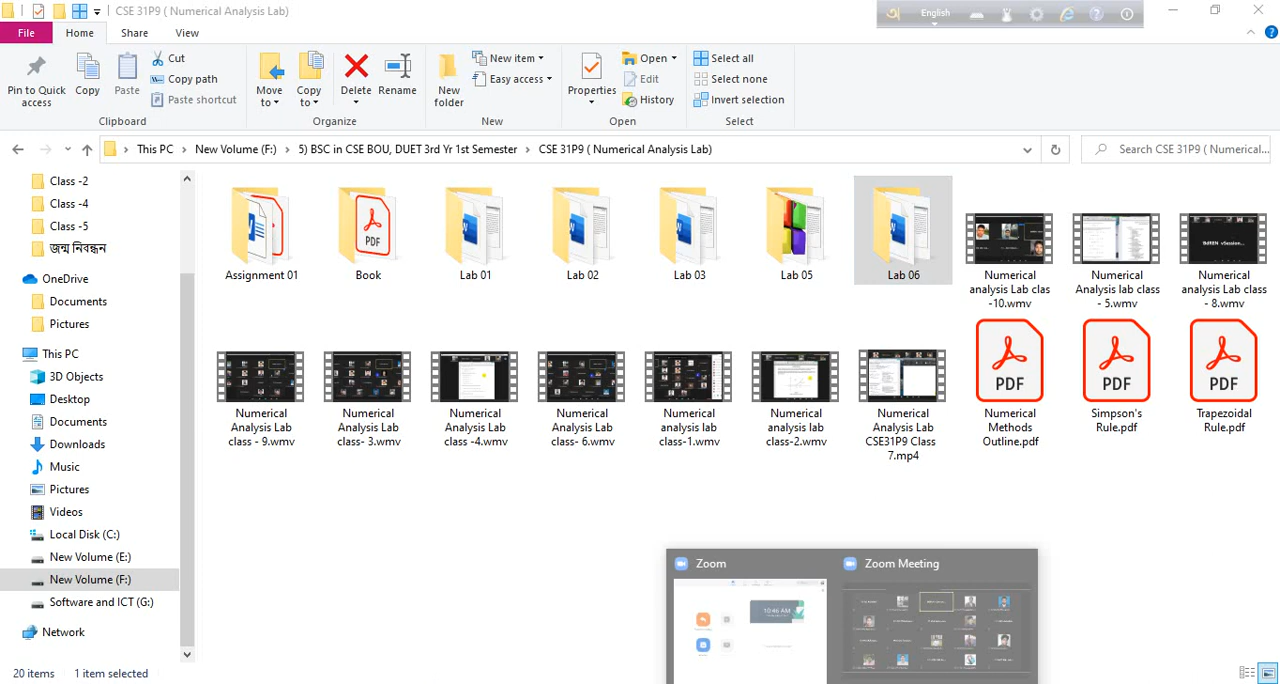 CSE 31P9 ( Numerical Analysis Lab)
English
File
Home
Share
View
Pin to Quick access
Copy
Paste
Cut
Copy path
Paste shortcut
Clipboard
Move to
Copy to
Delete
Rename
Organize
New folder
New item
Easy access
New
Properties
Open
Edit
History
Open
Select all
Select none
Invert selection
Select
This PC
New Volume (F:)
5) BSC in CSE BOU, DUET 3rd Yr 1st Semester
CSE 31P9 ( Numerical Analysis Lab)
Search CSE 31P9 ( Numerical...
Class -2
Class -4
Class -5
জন্ম নিবন্ধন
OneDrive
Documents
Pictures
This PC
3D Objects
Desktop
Documents
Downloads
Music
Pictures
Videos
Local Disk (C:)
New Volume (E:)
New Volume (F:)
Software and ICT (G:)
Network
PDF
Assignment 01
Book
Lab 01
Lab 02
Lab 03
Lab 05
Lab 06
Numerical
analysis Lab clas
-10.wmv
Numerical
Analysis lab class
- 5.wmv
Numerical
analysis Lab class
- 8.wmv
PDF
PDF
PDF
Numerical
Analysis Lab
class - 9.wmv
Numerical
Analysis Lab
class- 3.wmv
Numerical
Analysis Lab
class -4.wmv
Numerical
Analysis Lab
class- 6.wmv
Numerical
analysis lab
class-1.wmv
Numerical
analysis Lab
class-2.wmv
Numerical
Analysis Lab
CSE31P9 Class
7.mp4
Numerical
Methods
Outline.pdf
Simpson's
Rule.pdf
Trapezoidal
Rule.pdf
Zoom
Zoom Meeting
10:46 AM
20 items
1 item selected